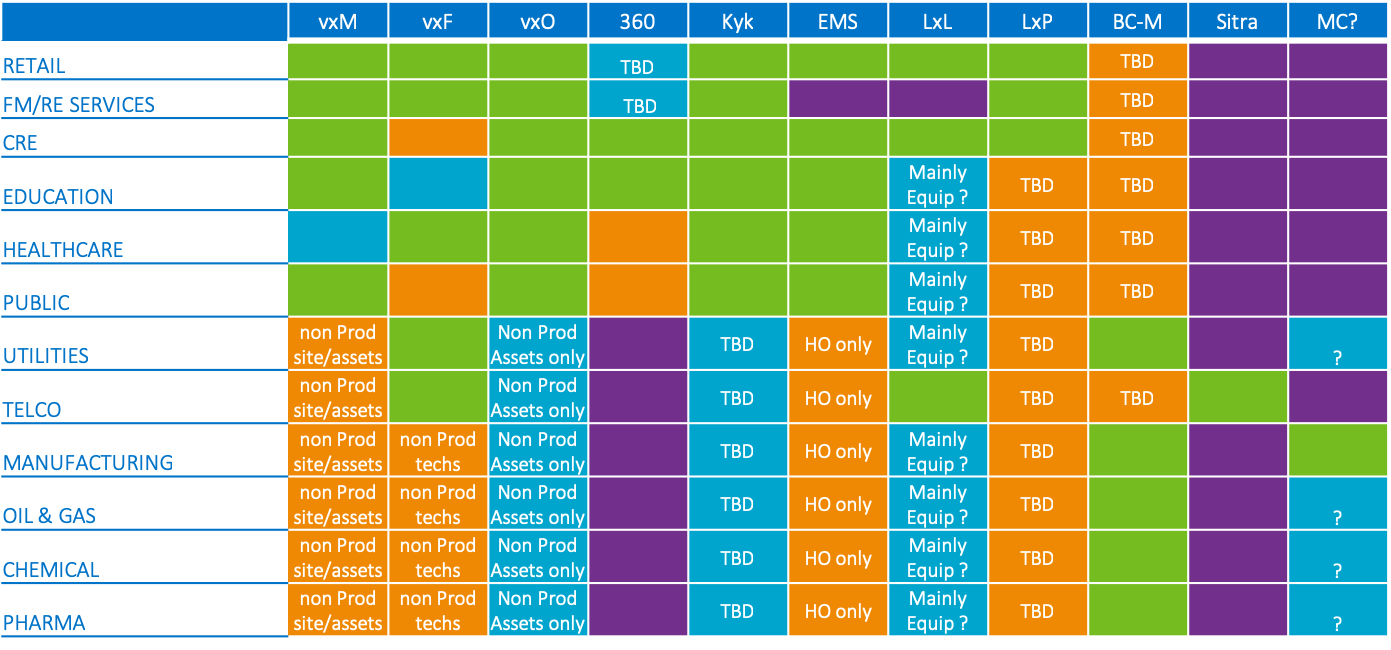 vxM vxF vxO 360 Kyk EMS LxL LxP BC-M Sitra MC?
RETAIL TBD TBD
FM/RE SERVICES TBD TBD
CRE TBD
EDUCATION Mainly Equip ? TBD TBD
HEALTHCARE Mainly Equip ? TBD TBD
PUBLIC Mainly Equip ? TBD TBD
UTILITIES non Prod site/assets Non Prod Assets only TBD HO only Mainly Equip ? TBD ?
TELCO non Prod site/assets Non Prod Assets only TBD HO only TBD TBD
MANUFACTURING non Prod site/assets non Prod techs Non Prod Assets only TBD HO only Mainly Equip ? TBD
OIL & GAS non Prod site/assets non Prod techs Non Prod Assets only TBD HO only Mainly Equip ? TBD ?
CHEMICAL non Prod site/assets non Prod techs Non Prod Assets only TBD HO only Mainly Equip ? TBD ?
PHARMA non Prod site/assets non Prod techs Non Prod Assets only TBD HO only Mainly Equip ? TBD ?